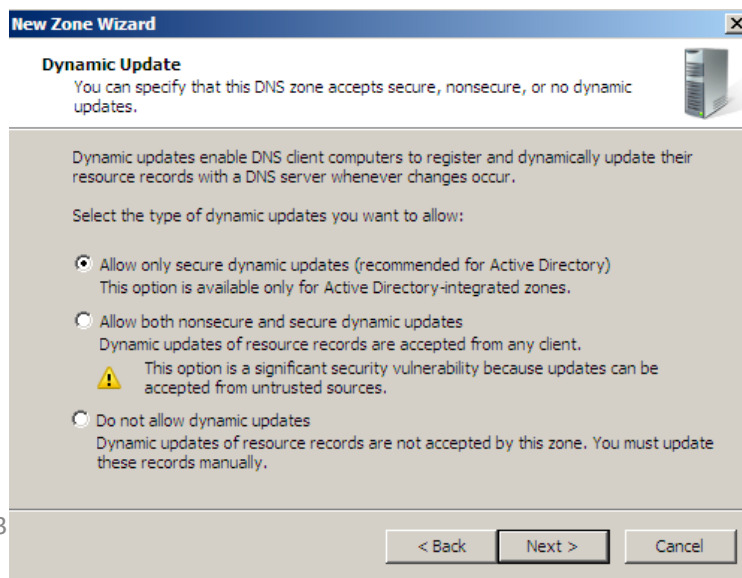 New Zone Wizard
Dynamic Update
You can specify that this DNS zone accepts secure, nonsecure, or no dynamic
updates.
Dynamic updates enable DNS client computers to register and dynamically update their
resource records with a DNS server whenever changes occur.
Select the type of dynamic updates you want to allow:
Allow only secure dynamic updates (recommended for Active Directory)
This option is available only for Active Directory-integrated zones.
Allow both nonsecure and secure dynamic updates
Dynamic updates of resource records are accepted from any client.
This option is a significant security vulnerability because updates can be
accepted from untrusted sources.
Do not allow dynamic updates
Dynamic updates of resource records are not accepted by this zone. You must update
these records manually.
3
< Back Next > Cancel